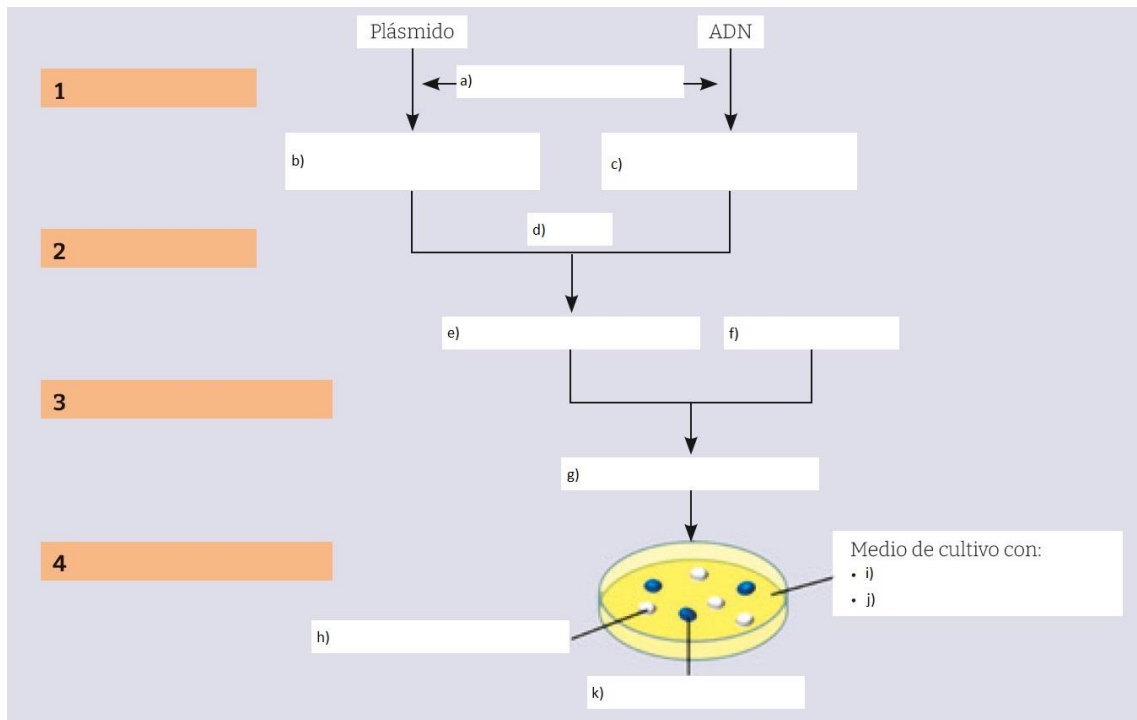 Plásmido
ADN
1
a)
b)
c)
2
d)
e)
f)
3
g)
4
Medio de cultivo con:
• i)
• j)
h)
k)